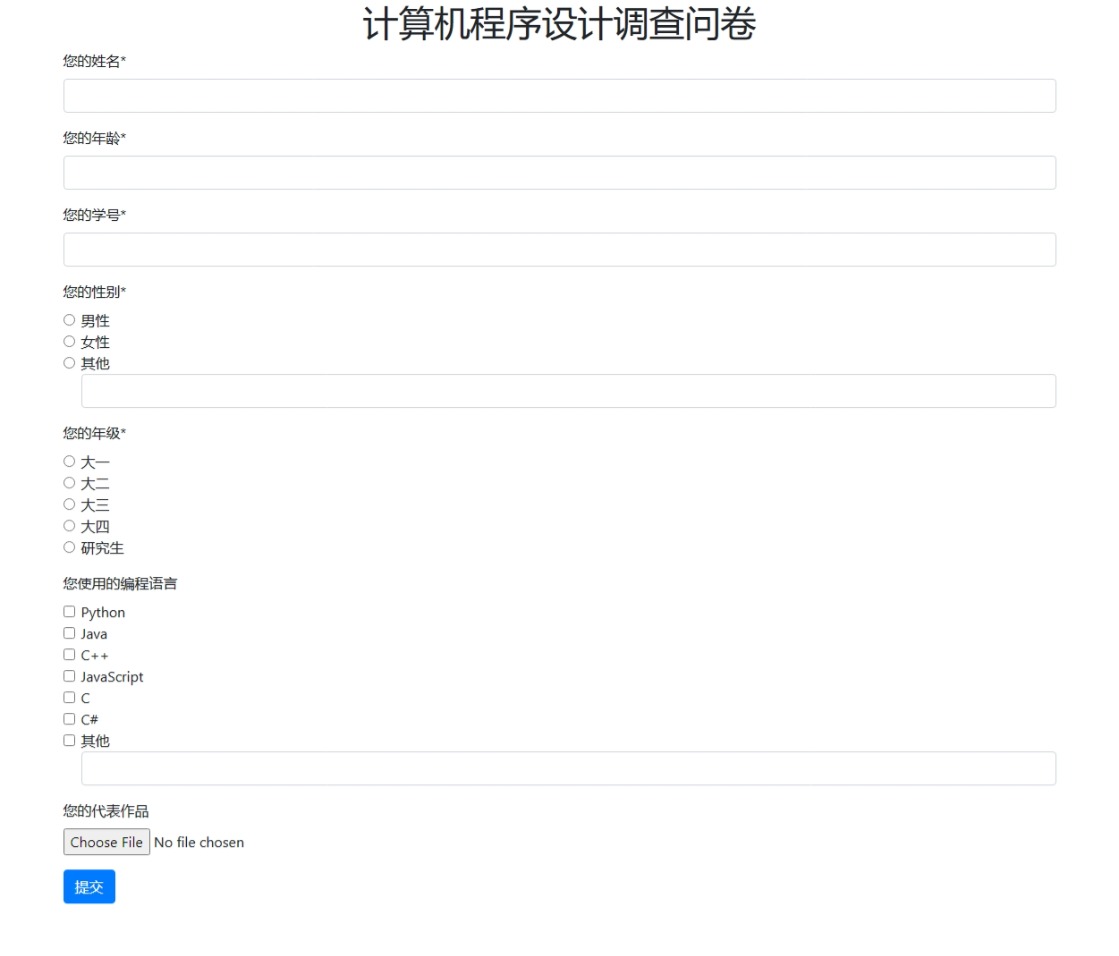 计算机程序设计调查问卷
您的姓名*
您的年龄*
您的学号*
您的性别*
男性
女性
其他
您的年级*
大一
大二
大三
大四
研究生
您使用的编程语言
Python
Java
C++
JavaScript
C
C#
其他
您的代表作品
Choose File No file chosen
提交